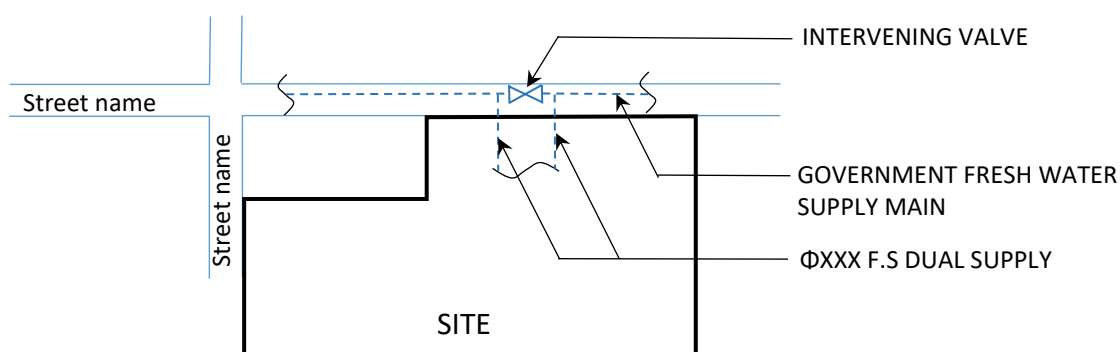 INTERVENING VALVE
Street name
Street name
GOVERNMENT FRESH WATER
SUPPLY MAIN
ΦXXX F.S DUAL SUPPLY
SITE